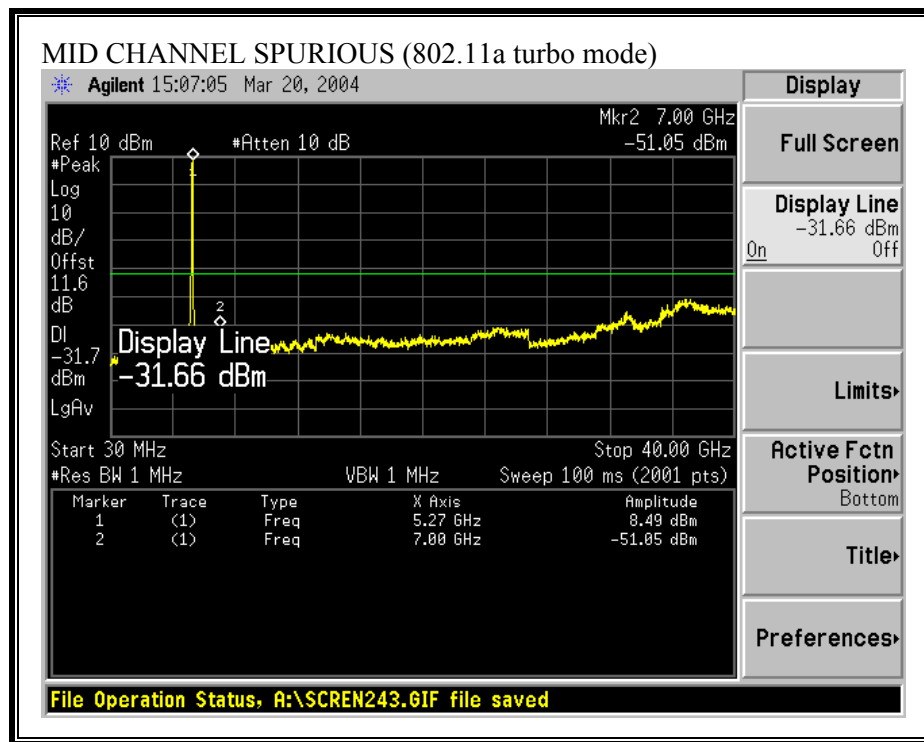 MID CHANNEL SPURIOUS (802.11a turbo mode)
Agilent 15:07:05 Mar 20, 2004
Display
Mkr2 7.00 GHz
Ref 10 dBm #Atten 10 dB -51.05 dBm
Full Screen
#Peak
1
Log
10
dB/
Offst
11.6
dB
DI
-31.7
dBm
LgAv
Display Line
-31.66 dBm
On Off
2
Display Line
-31.66 dBm
Limits
Start 30 MHz Stop 40.00 GHz
#Res BW 1 MHz VBW 1 MHz Sweep 100 ms (2001 pts)
Active Fctn
Position
Bottom
Marker Trace Type X Axis Amplitude
1 (1) Freq 5.27 GHz 8.49 dBm
2 (1) Freq 7.00 GHz -51.05 dBm
Title
Preferences
File Operation Status, A:\SCREN243.GIF file saved